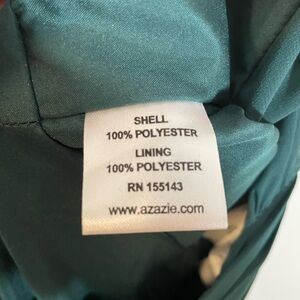 SHELL
100% POLYESTER
LINING
100% POLYESTER
RN 155143
www.azazie.com